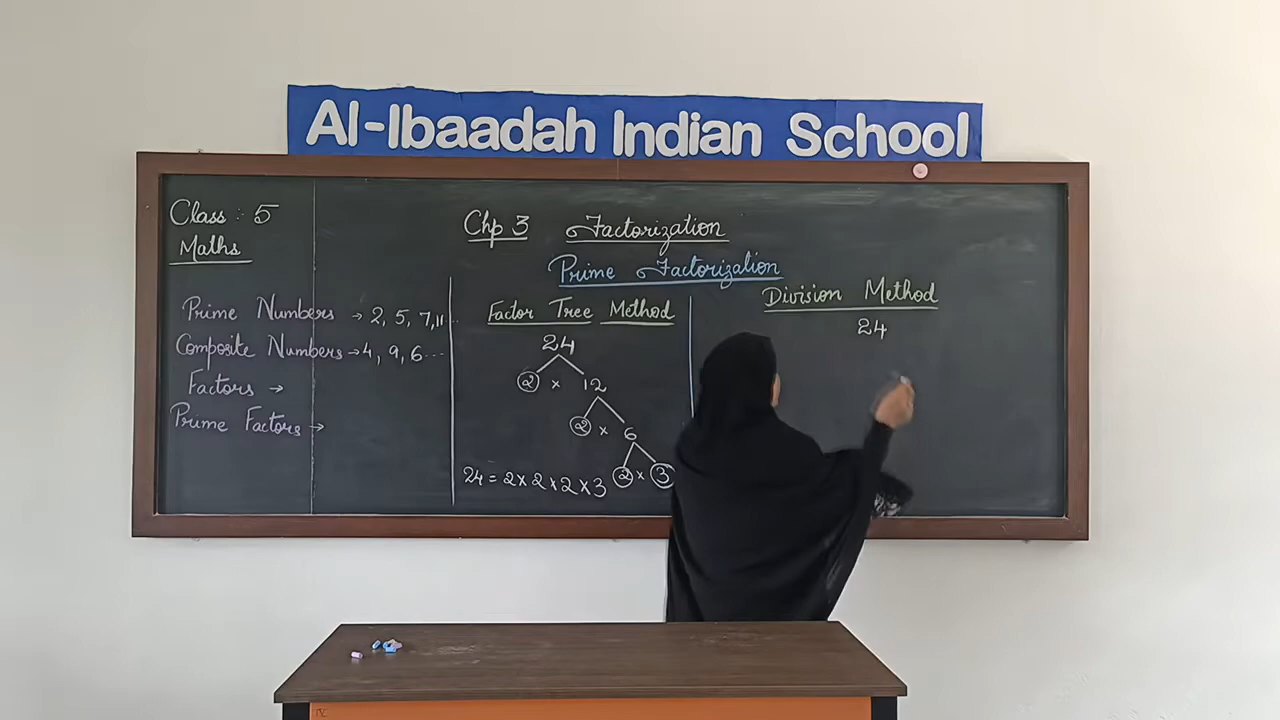 Al-Ibaadah Indian School
Class : 5
Maths
Chp 3 Factorization
Prime Factorization
Prime Numbers → 2, 5, 7, 11...
Composite Numbers → 4, 9, 6...
Factors →
Prime Factors →
Factor Tree Method
24
2 × 12
2 × 6
2 × 3
24 = 2 × 2 × 2 × 3
Division Method
24